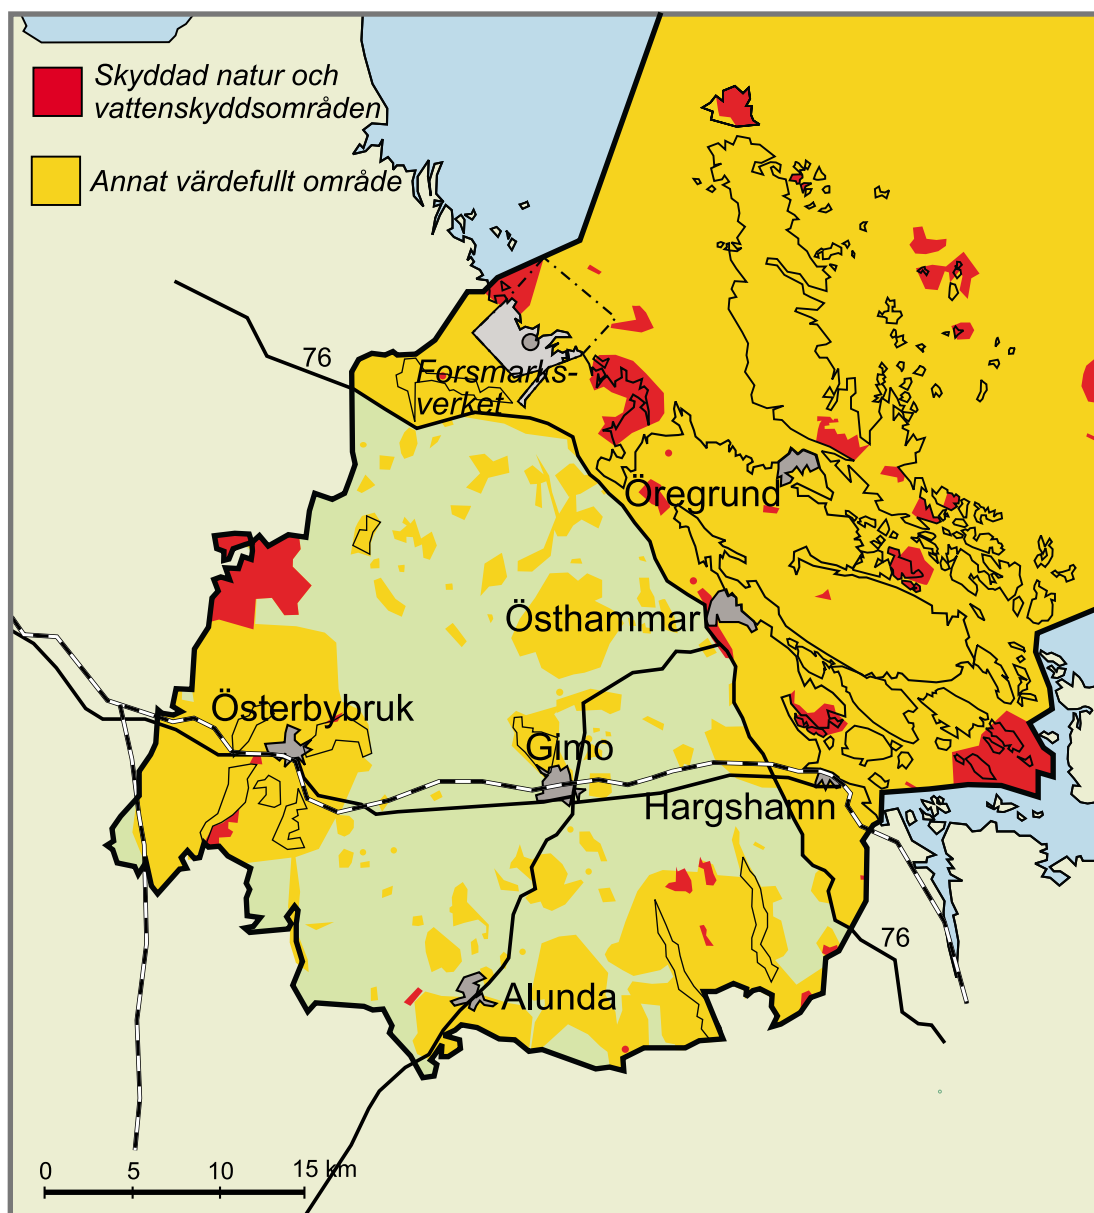 Skyddad natur och
vattenskyddsområden
Annat värdefullt område
76
Forsmarks-
verket
Öregrund
Östhammar
Österbybruk
Gimo
Hargshamn
76
Alunda
0 5 10 15 km